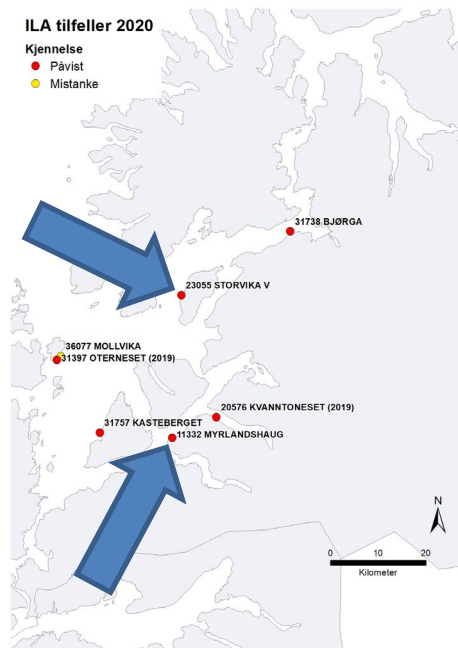 ILA tilfeller 2020
Kjennelse
Påvist
Mistanke
31738 BJØRGA
23055 STORVIKA V
36077 MOLLVIKA
31397 OTERNESET (2019)
20576 KVANNTONESET (2019)
31757 KASTEBERGET
11332 MYRLANDSHAUG
N
0 10 20
Kilometer